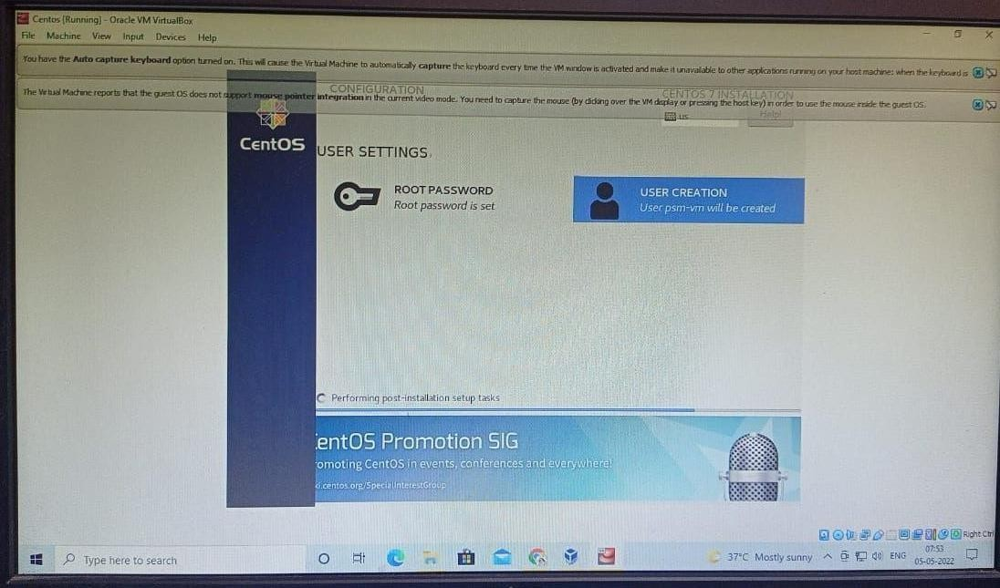 Centos [Running] - Oracle VM VirtualBox
File Machine View Input Devices Help
You have the Auto capture keyboard option turned on. This will cause the Virtual Machine to automatically capture the keyboard every time the VM window is activated and make it unavailable to other applications running on your host machine: when the keyboard is
The Virtual Machine reports that the guest OS does not support mouse pointer integration in the current video mode. You need to capture the mouse (by clicking over the VM display or pressing the host key) in order to use the mouse inside the guest OS.
CONFIGURATION
CENTOS 7 INSTALLATION
us
Help!
CentOS
USER SETTINGS
ROOT PASSWORD
Root password is set
USER CREATION
User psm-vm will be created
Performing post-installation setup tasks
entOS Promotion SIG
omoting CentOS in events, conferences and everywhere!
i.centos.org/SpecialInterestGroup
Right Ctrl
Type here to search
37°C Mostly sunny
ENG
07:53
05-05-2022